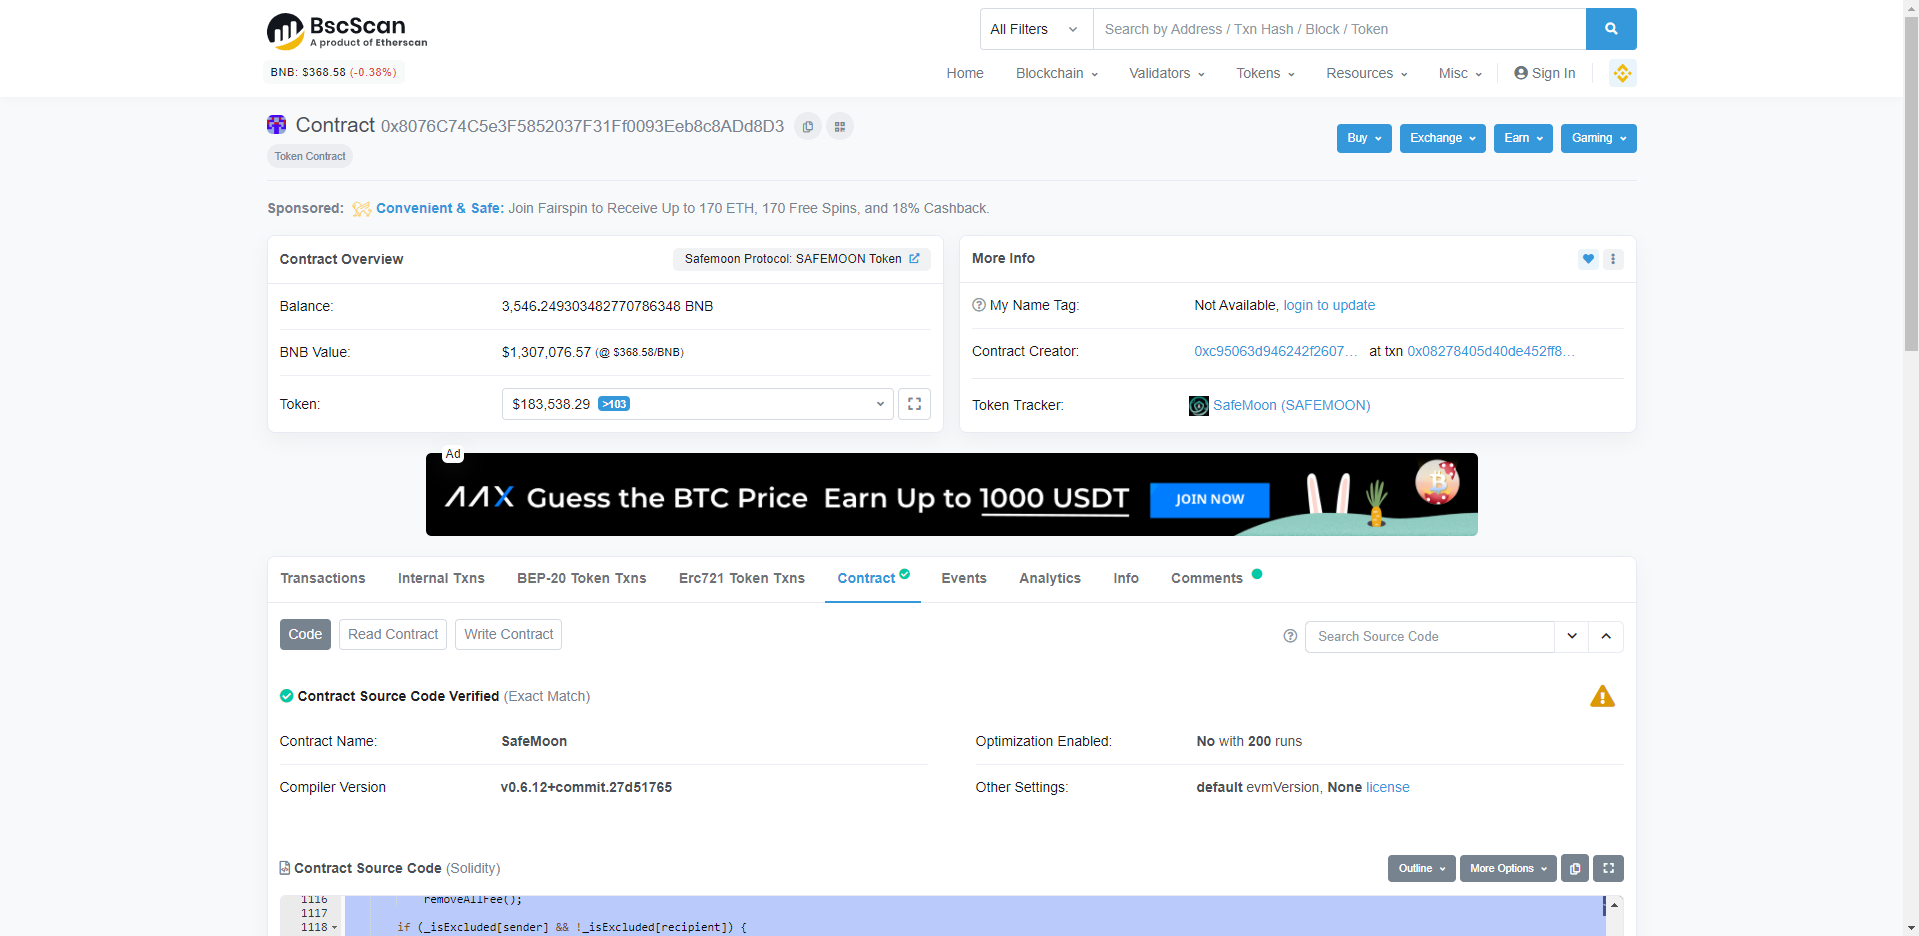 BscScan
A product of Etherscan
All Filters
Search by Address / Txn Hash / Block / Token
BNB: $368.58 (-0.38%)
Home Blockchain Validators Tokens Resources Misc Sign In
Contract 0x8076C74C5e3F5852037F31Ff0093Eeb8c8ADd8D3
Token Contract
Buy Exchange Earn Gaming
Sponsored: Convenient & Safe: Join Fairspin to Receive Up to 170 ETH, 170 Free Spins, and 18% Cashback.
Contract Overview
Safemoon Protocol: SAFEMOON Token
Balance: 3,546.249303482770786348 BNB
BNB Value: $1,307,076.57 (@ $368.58/BNB)
Token: $183,538.29 >103
More Info
My Name Tag: Not Available, login to update
Contract Creator: 0xc95063d946242f2607... at txn 0x08278405d40de452ff8...
Token Tracker: SafeMoon (SAFEMOON)
Ad
AAX Guess the BTC Price Earn Up to 1000 USDT JOIN NOW
Transactions Internal Txns BEP-20 Token Txns Erc721 Token Txns Contract Events Analytics Info Comments
Code Read Contract Write Contract
Search Source Code
Contract Source Code Verified (Exact Match)
Contract Name: SafeMoon
Optimization Enabled: No with 200 runs
Compiler Version v0.6.12+commit.27d51765
Other Settings: default evmVersion, None license
Contract Source Code (Solidity)
Outline More Options
1116 removeAllFee();
1117
1118 if (_isExcluded[sender] && !_isExcluded[recipient]) {